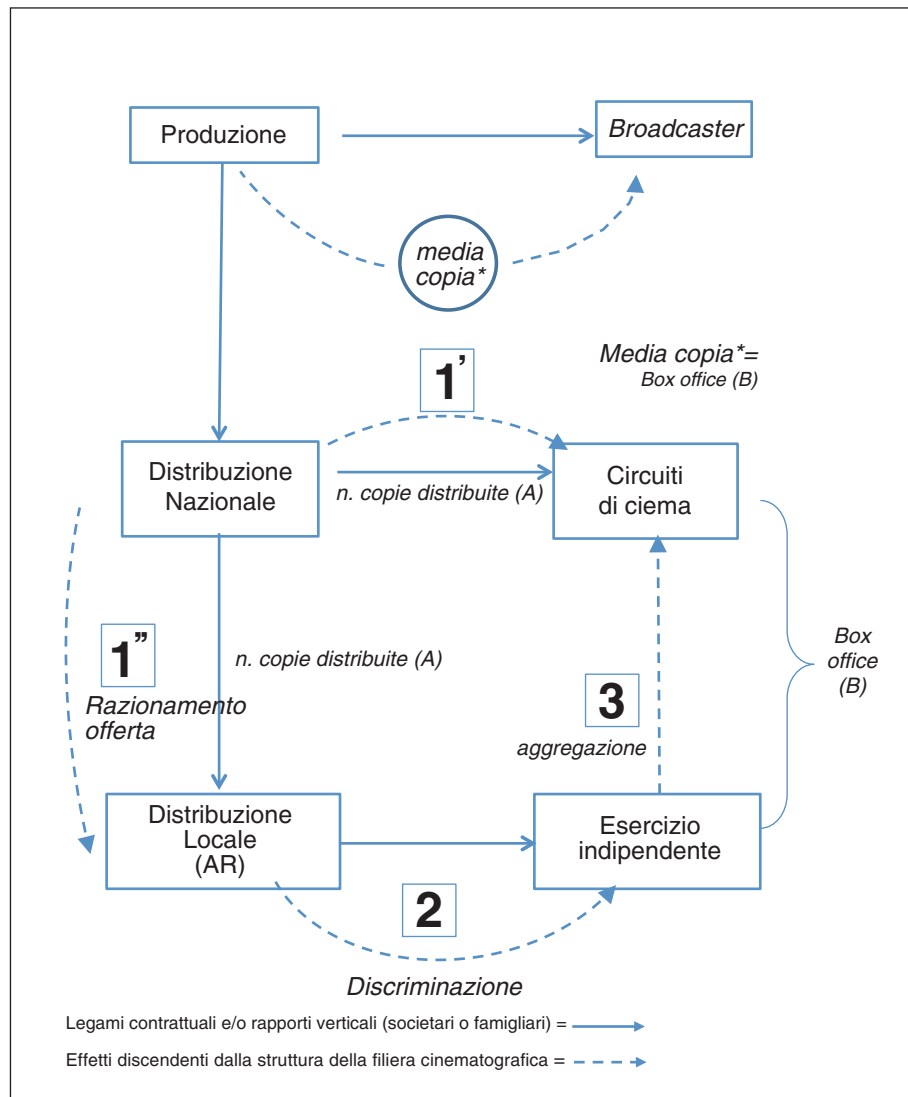 Produzione
Broadcaster
media
copia*
Media copia*=
Box office (B)
1’
Distribuzione
Nazionale
n. copie distribuite (A)
Circuiti
di ciema
1”
n. copie distribuite (A)
Razionamento
offerta
3
aggregazione
Box
office
(B)
Distribuzione
Locale
(AR)
Esercizio
indipendente
2
Discriminazione
Legami contrattuali e/o rapporti verticali (societari o famigliari) =
Effetti discendenti dalla struttura della filiera cinematografica =